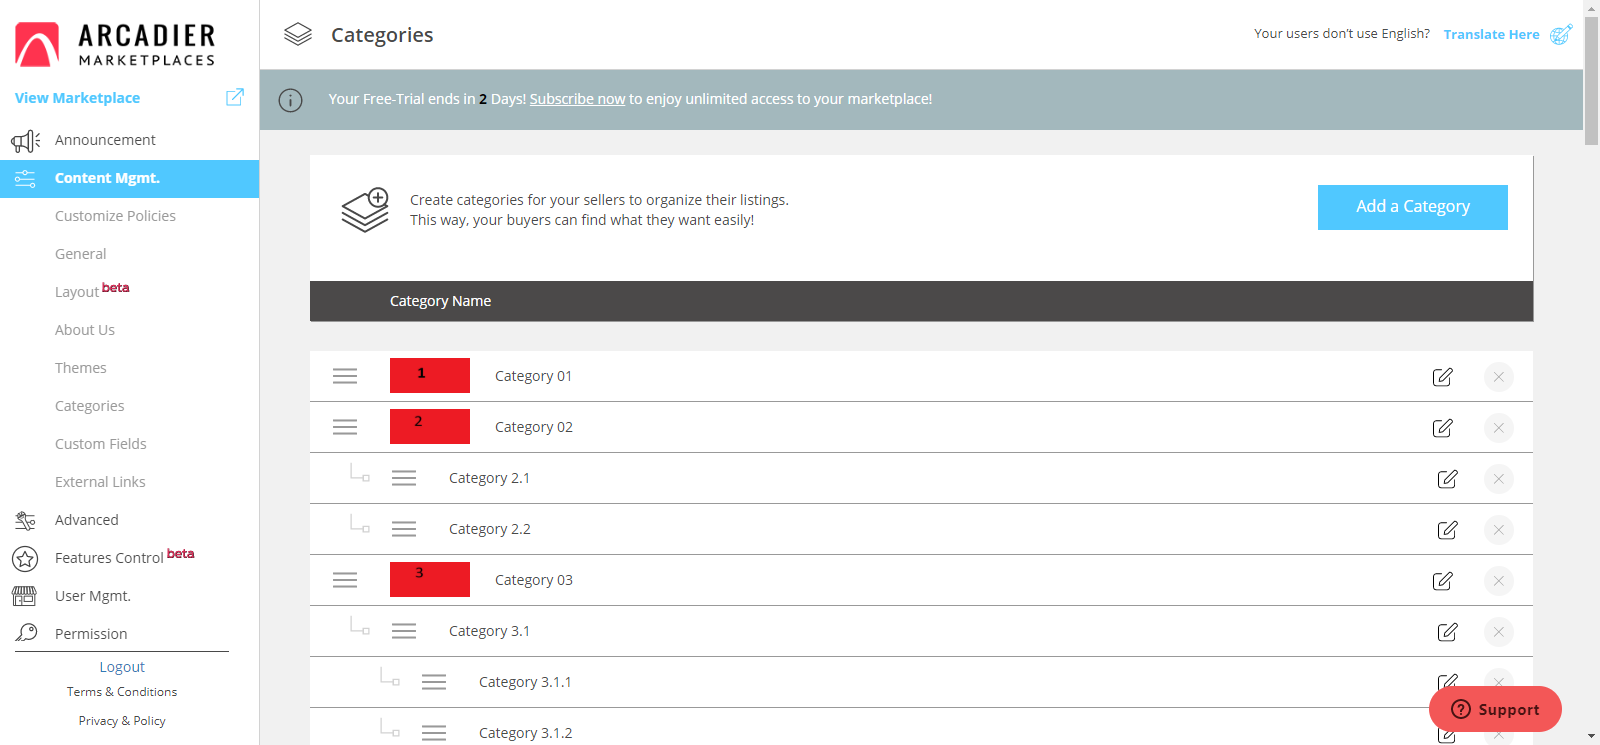 ARCADIER
MARKETPLACES
View Marketplace
Announcement
Content Mgmt.
Customize Policies
General
Layout beta
About Us
Themes
Categories
Custom Fields
External Links
Advanced
Features Control beta
User Mgmt.
Permission
Logout
Terms & Conditions
Privacy & Policy
Categories
Your users don't use English? Translate Here
Your Free-Trial ends in 2 Days! Subscribe now to enjoy unlimited access to your marketplace!
Create categories for your sellers to organize their listings.
This way, your buyers can find what they want easily!
Add a Category
Category Name
1 Category 01
2 Category 02
Category 2.1
Category 2.2
3 Category 03
Category 3.1
Category 3.1.1
Category 3.1.2
Support